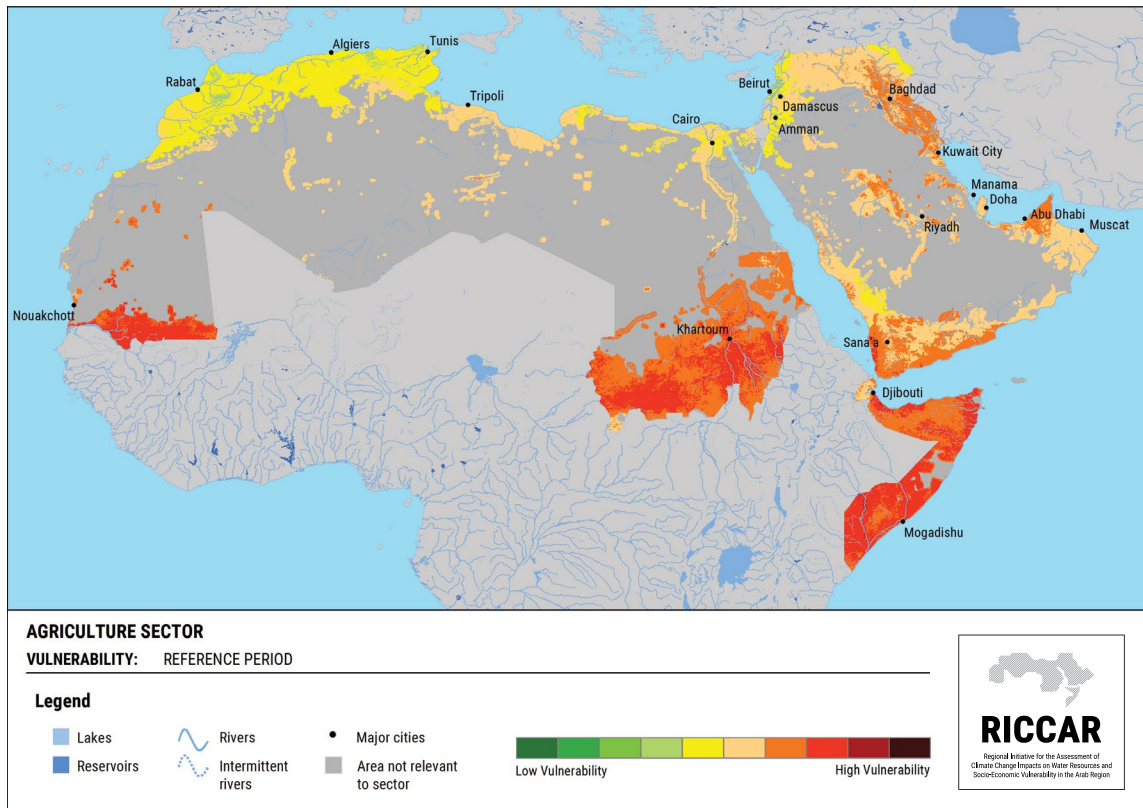 Algiers
Tunis
Rabat
Tripoli
Beirut
Damascus
Baghdad
Cairo
Amman
Kuwait City
Manama
Doha
Abu Dhabi
Muscat
Riyadh
Nouakchott
Khartoum
Sana'a
Djibouti
Mogadishu
AGRICULTURE SECTOR
VULNERABILITY: REFERENCE PERIOD
Legend
Lakes
Rivers
Major cities
Reservoirs
Intermittent
rivers
Area not relevant
to sector
Low Vulnerability
High Vulnerability
RICCAR
Regional Initiative for the Assessment of
Climate Change Impacts on Water Resources and
Socio-Economic Vulnerability in the Arab Region